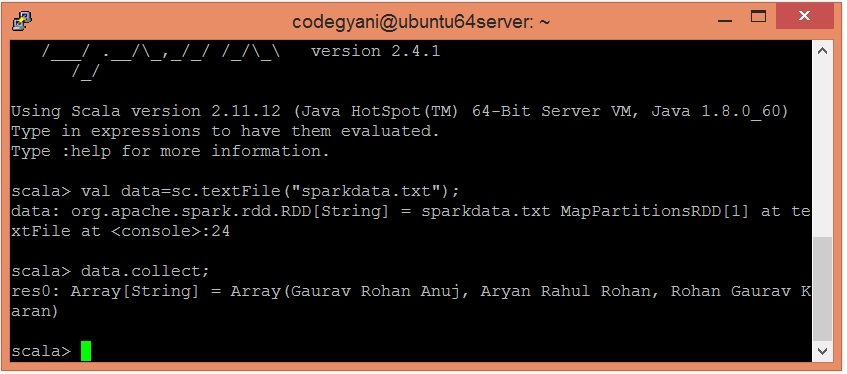 codegyani@ubuntu64server: ~
   /___/ .__/\_,_/_/ /_/\_\   version 2.4.1
      /_/
Using Scala version 2.11.12 (Java HotSpot(TM) 64-Bit Server VM, Java 1.8.0_60)
Type in expressions to have them evaluated.
Type :help for more information.
scala> val data=sc.textFile("sparkdata.txt");
data: org.apache.spark.rdd.RDD[String] = sparkdata.txt MapPartitionsRDD[1] at te
xtFile at <console>:24
scala> data.collect;
res0: Array[String] = Array(Gaurav Rohan Anuj, Aryan Rahul Rohan, Rohan Gaurav K
aran)
scala>